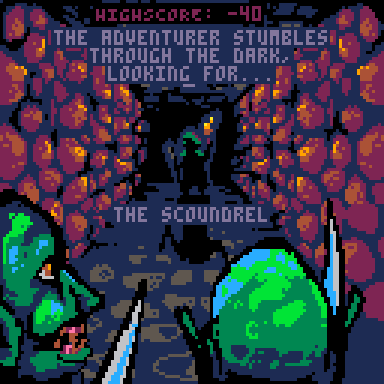 HIGHSCORE: -40
THE ADVENTURER STUMBLES
THROUGH THE DARK,
LOOKING FOR...
THE SCOUNDREL